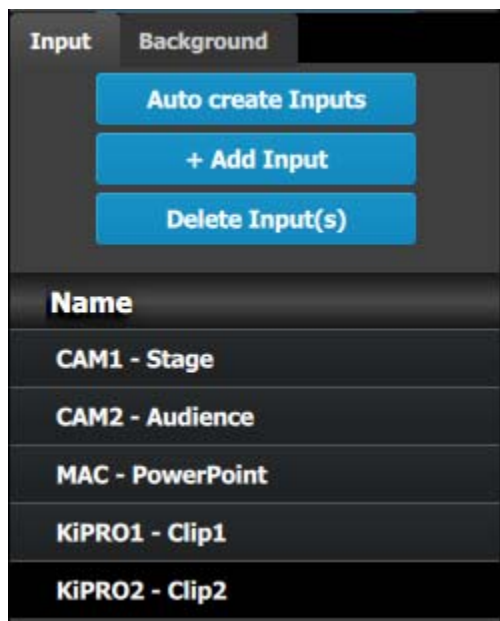 Input Background
Auto create Inputs
+ Add Input
Delete Input(s)
Name
CAM1 - Stage
CAM2 - Audience
MAC - PowerPoint
KiPRO1 - Clip1
KiPRO2 - Clip2